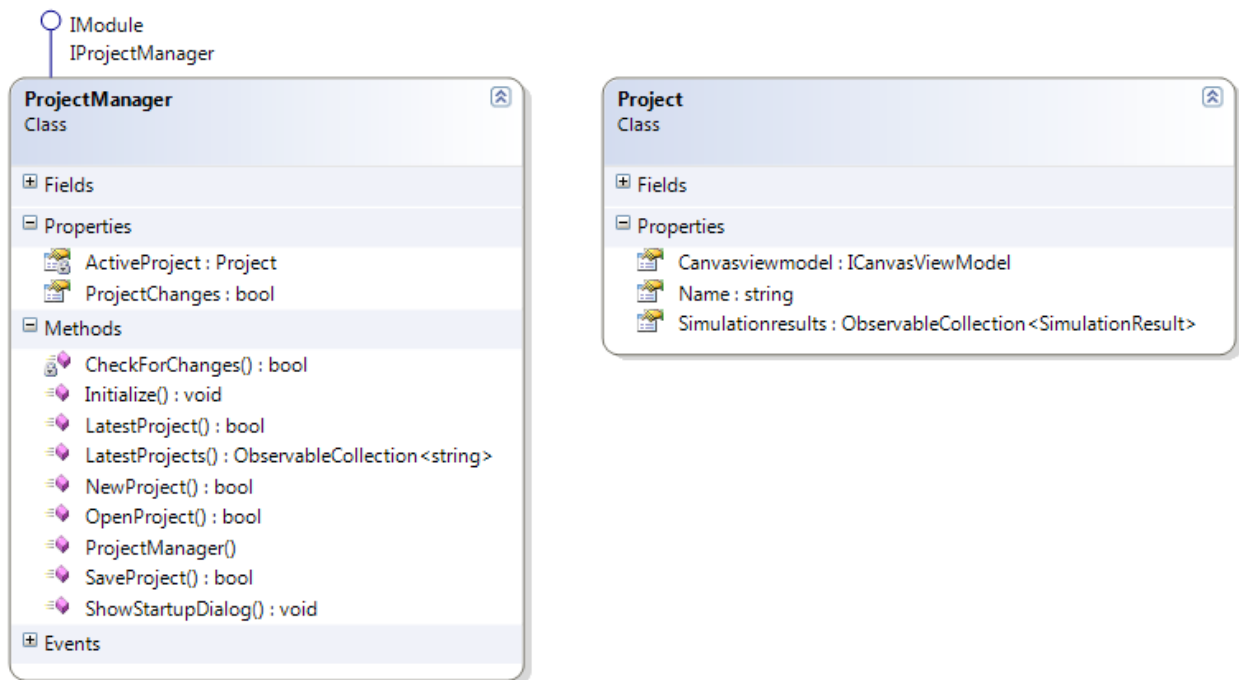 IModule
IProjectManager
ProjectManager
Class
Fields
Properties
ActiveProject : Project
ProjectChanges : bool
Methods
CheckForChanges() : bool
Initialize() : void
LatestProject() : bool
LatestProjects() : ObservableCollection<string>
NewProject() : bool
OpenProject() : bool
ProjectManager()
SaveProject() : bool
ShowStartupDialog() : void
Events
Project
Class
Fields
Properties
Canvasviewmodel : ICanvasViewModel
Name : string
Simulationresults : ObservableCollection<SimulationResult>